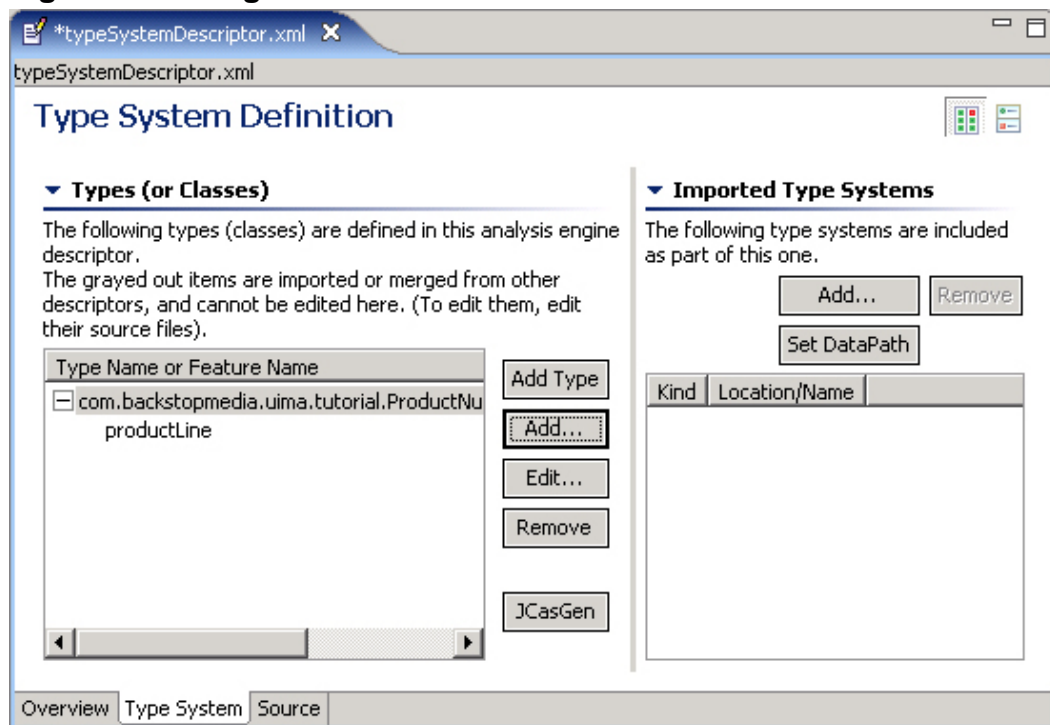 *typeSystemDescriptor.xml
typeSystemDescriptor.xml
Type System Definition
Types (or Classes)
The following types (classes) are defined in this analysis engine
descriptor.
The grayed out items are imported or merged from other
descriptors, and cannot be edited here. (To edit them, edit
their source files).
Type Name or Feature Name
com.backstopmedia.uima.tutorial.ProductNu
productLine
Add Type
Add...
Edit...
Remove
JCasGen
Imported Type Systems
The following type systems are included
as part of this one.
Add... Remove
Set DataPath
Kind Location/Name
Overview Type System Source